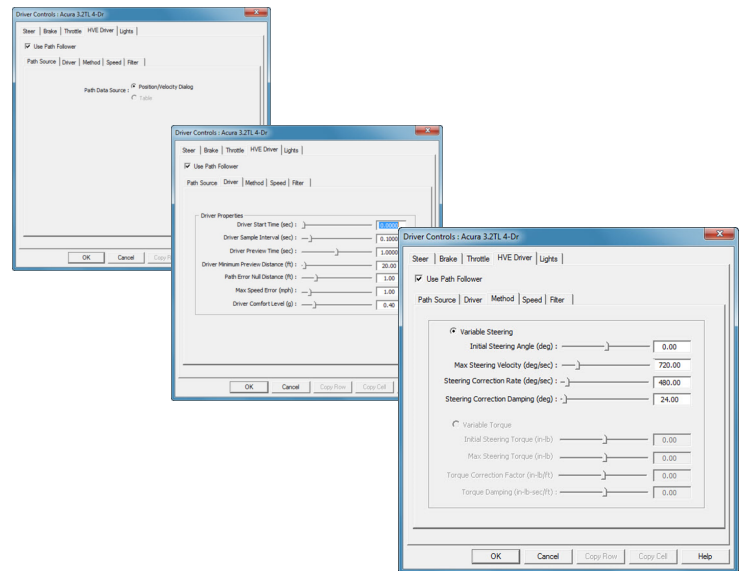 Driver Controls : Acura 3.2TL 4-Dr
Steer Brake Throttle HVE Driver Lights
Use Path Follower
Path Source Driver Method Speed Filter
Path Data Source : Position/Velocity Dialog
Table
OK Cancel
Driver Controls : Acura 3.2TL 4-Dr
Steer Brake Throttle HVE Driver Lights
Use Path Follower
Path Source Driver Method Speed Filter
Driver Properties
Driver Start Time (sec) : 0.0000
Driver Sample Interval (sec) : 0.1000
Driver Preview Time (sec) : 1.0000
Driver Minimum Preview Distance (ft) : 20.00
Path Error Null Distance (ft) : 1.00
Max Speed Error (mph) : 1.00
Driver Comfort Level (g) : 0.40
OK Cancel Copy Row Copy Cell
Driver Controls : Acura 3.2TL 4-Dr
Steer Brake Throttle HVE Driver Lights
Use Path Follower
Path Source Driver Method Speed Filter
Variable Steering
Initial Steering Angle (deg) : 0.00
Max Steering Velocity (deg/sec) : 720.00
Steering Correction Rate (deg/sec) : 480.00
Steering Correction Damping (deg) : 24.00
Variable Torque
Initial Steering Torque (in-lb) 0.00
Max Steering Torque (in-lb) 0.00
Torque Correction Factor (in-lb/ft) 0.00
Torque Damping (in-lb-sec/ft) : 0.00
OK Cancel Copy Row Copy Cell Help